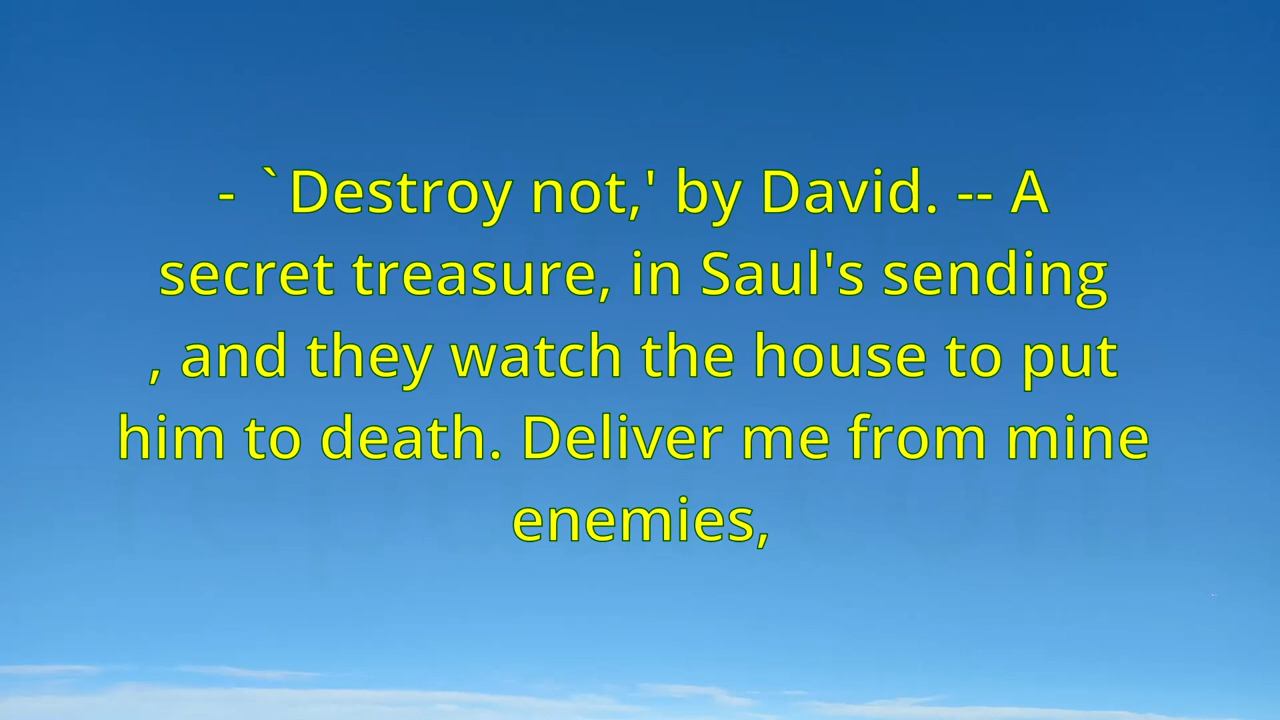 - `Destroy not,' by David. -- A
secret treasure, in Saul's sending
, and they watch the house to put
him to death. Deliver me from mine
enemies,